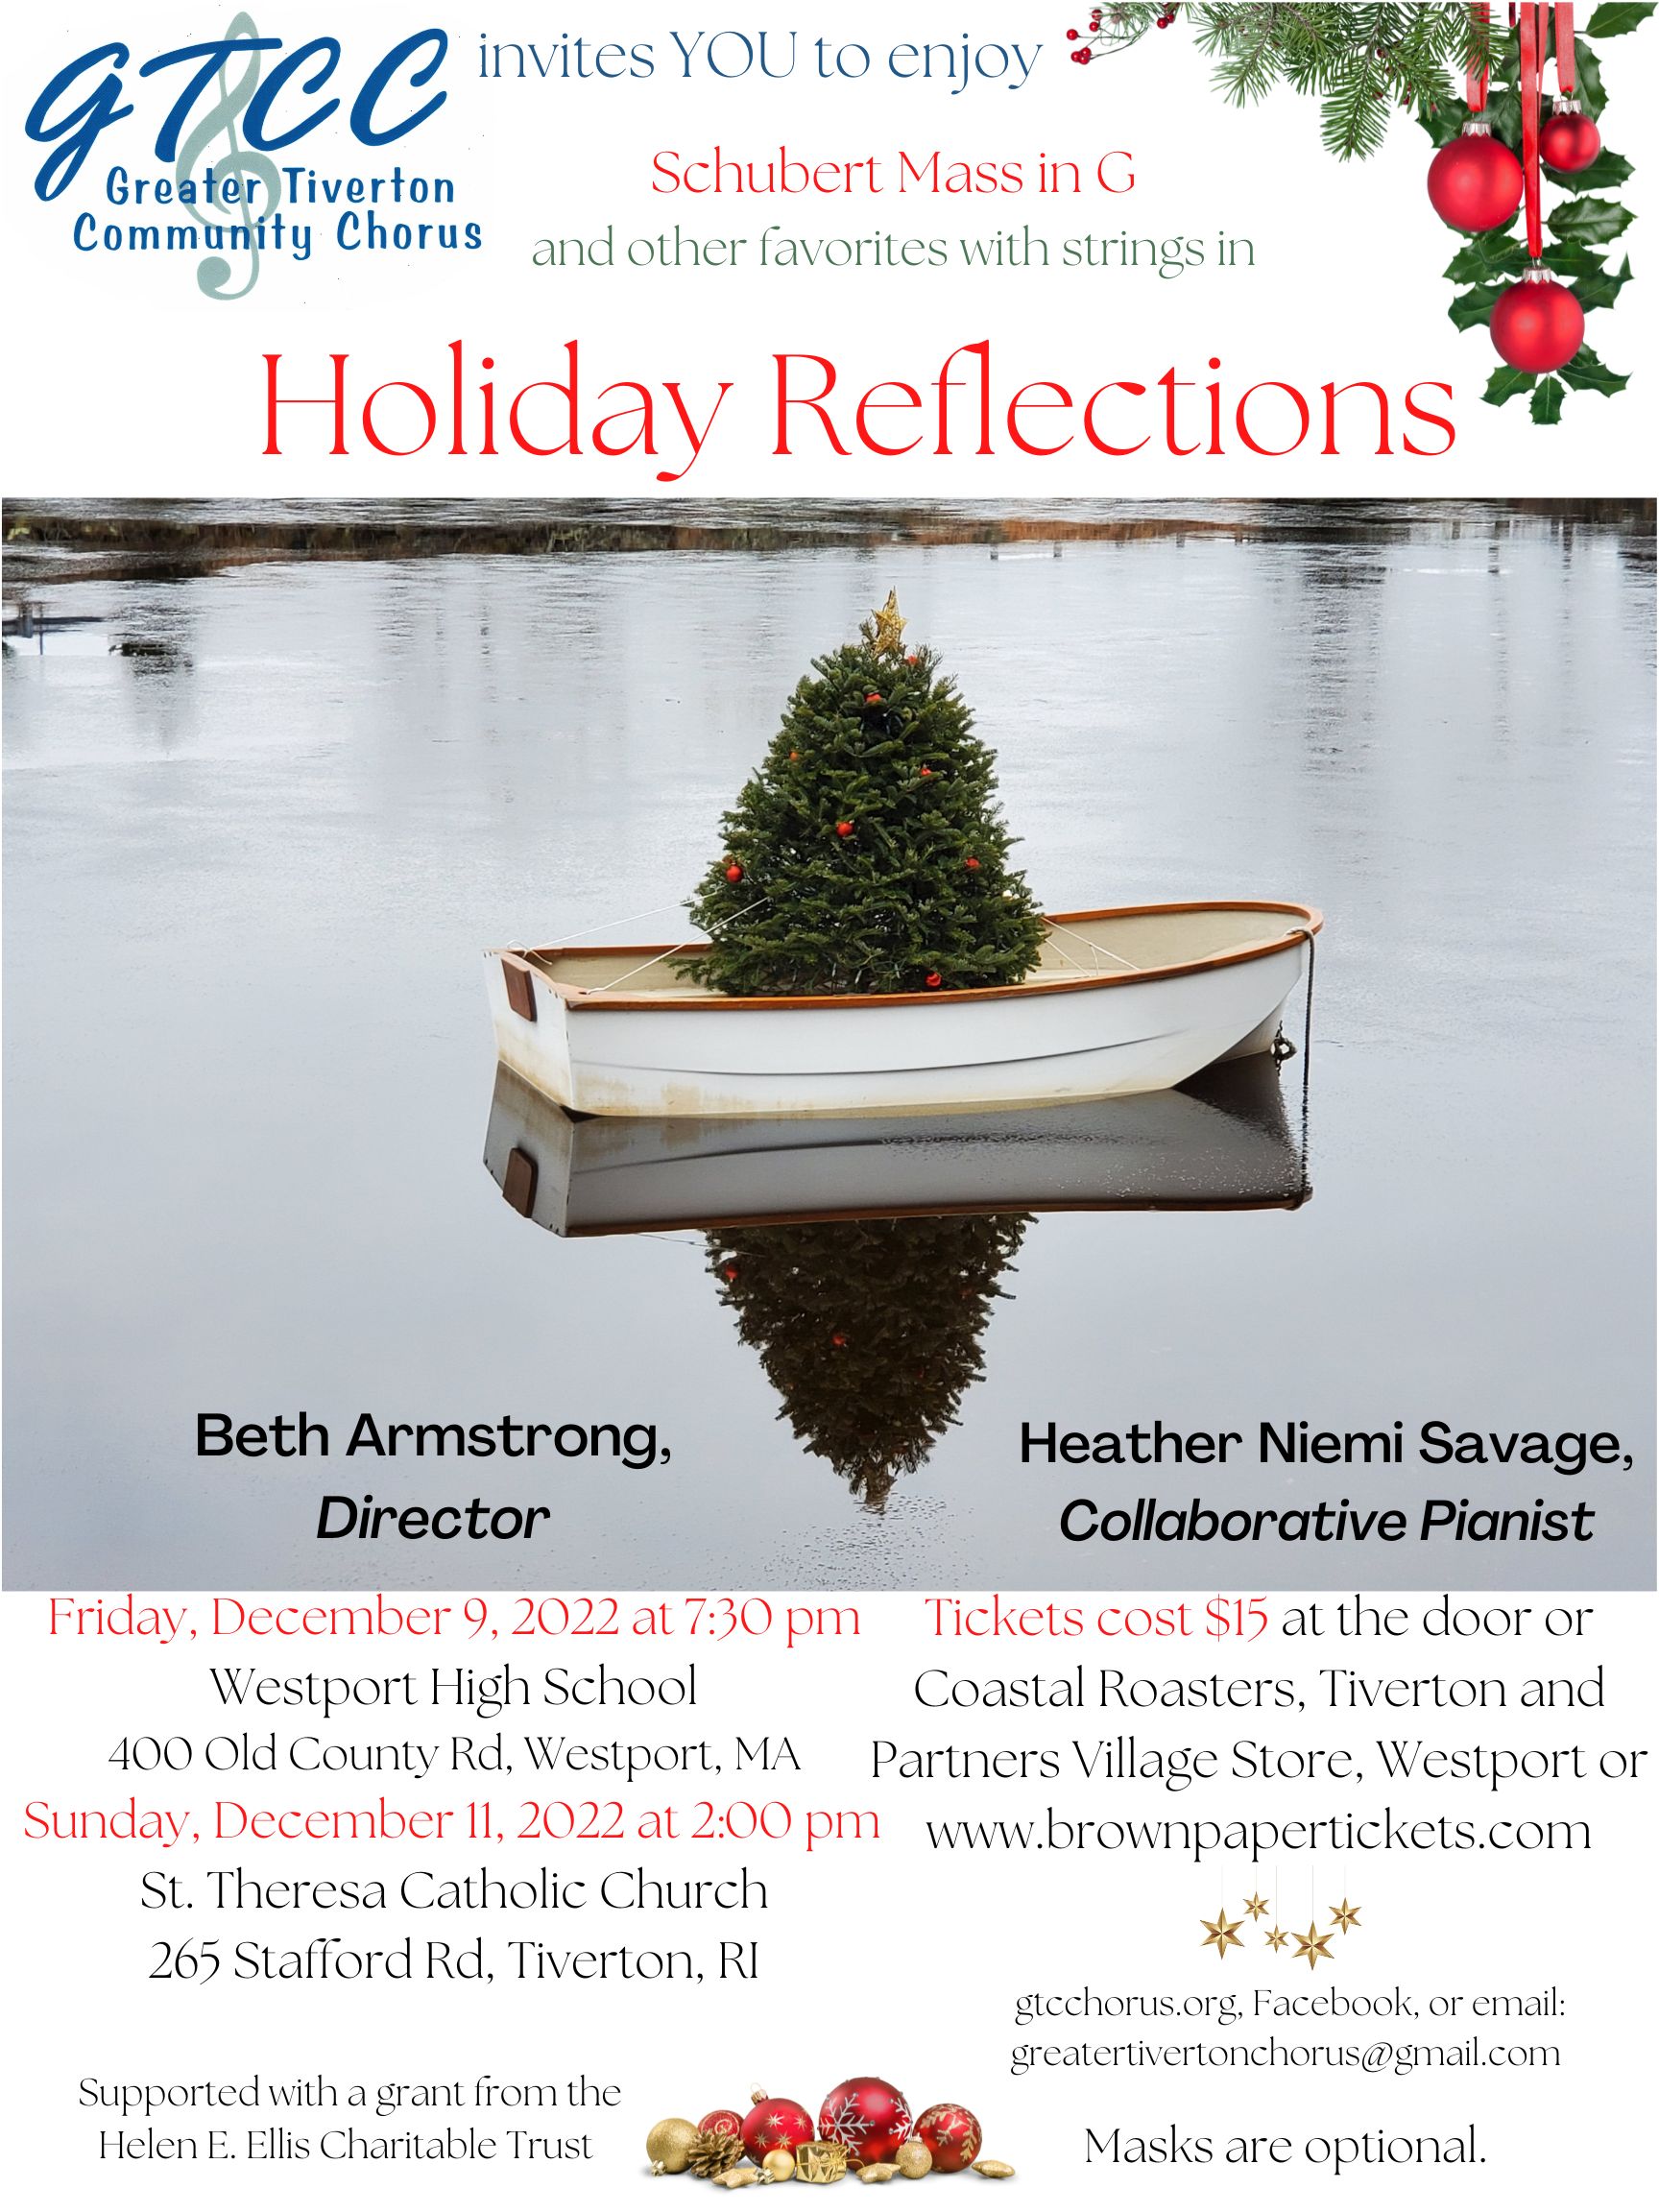 GTCC
Greater Tiverton
Community Chorus
invites YOU to enjoy
Schubert Mass in G
and other favorites with strings in
Holiday Reflections
Beth Armstrong,
Director
Heather Niemi Savage,
Collaborative Pianist
Friday, December 9, 2022 at 7:30 pm
Westport High School
400 Old County Rd, Westport, MA
Sunday, December 11, 2022 at 2:00 pm
St. Theresa Catholic Church
265 Stafford Rd, Tiverton, RI
Tickets cost $15 at the door or
Coastal Roasters, Tiverton and
Partners Village Store, Westport or
www.brownpapertickets.com
gtcchorus.org, Facebook, or email:
greatertivertonchorus@gmail.com
Supported with a grant from the
Helen E. Ellis Charitable Trust
Masks are optional.